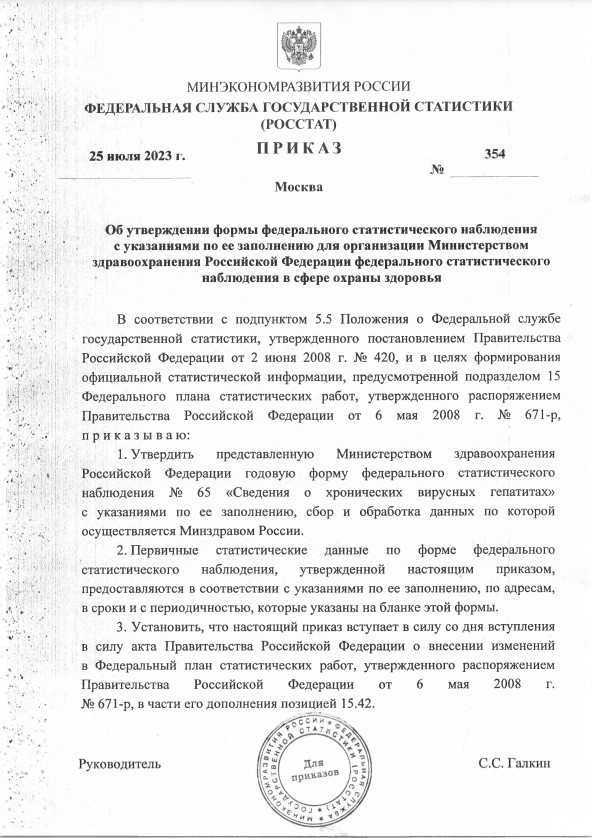 МИНЭКОНОМРАЗВИТИЯ РОССИИ
ФЕДЕРАЛЬНАЯ СЛУЖБА ГОСУДАРСТВЕННОЙ СТАТИСТИКИ
(РОССТАТ)
ПРИКАЗ
25 июля 2023 г.
№ 354
Москва
Об утверждении формы федерального статистического наблюдения
с указаниями по ее заполнению для организации Министерством
здравоохранения Российской Федерации федерального статистического
наблюдения в сфере охраны здоровья
В соответствии с подпунктом 5.5 Положения о Федеральной службе
государственной статистики, утвержденного постановлением Правительства
Российской Федерации от 2 июня 2008 г. № 420, и в целях формирования
официальной статистической информации, предусмотренной подразделом 15
Федерального плана статистических работ, утвержденного распоряжением
Правительства Российской Федерации от 6 мая 2008 г. № 671-р,
приказываю:
1. Утвердить представленную Министерством здравоохранения
Российской Федерации годовую форму федерального статистического
наблюдения № 65 «Сведения о хронических вирусных гепатитах»
с указаниями по ее заполнению, сбор и обработка данных по которой
осуществляется Минздравом России.
2. Первичные статистические данные по форме федерального
статистического наблюдения, утвержденной настоящим приказом,
предоставляются в соответствии с указаниями по ее заполнению, по адресам,
в сроки и с периодичностью, которые указаны на бланке этой формы.
3. Установить, что настоящий приказ вступает в силу со дня вступления
в силу акта Правительства Российской Федерации о внесении изменений
в Федеральный план статистических работ, утвержденного распоряжением
Правительства Российской Федерации от 6 мая 2008 г.
№ 671-р, в части его дополнения позицией 15.42.
Руководитель
С.С. Галкин
МИНЭКОНОМРАЗВИТИЯ РОССИИ ФЕДЕРАЛЬНАЯ СЛУЖБА
ГОСУДАРСТВЕННОЙ СТАТИСТИКИ (РОССТАТ)
Для
приказов